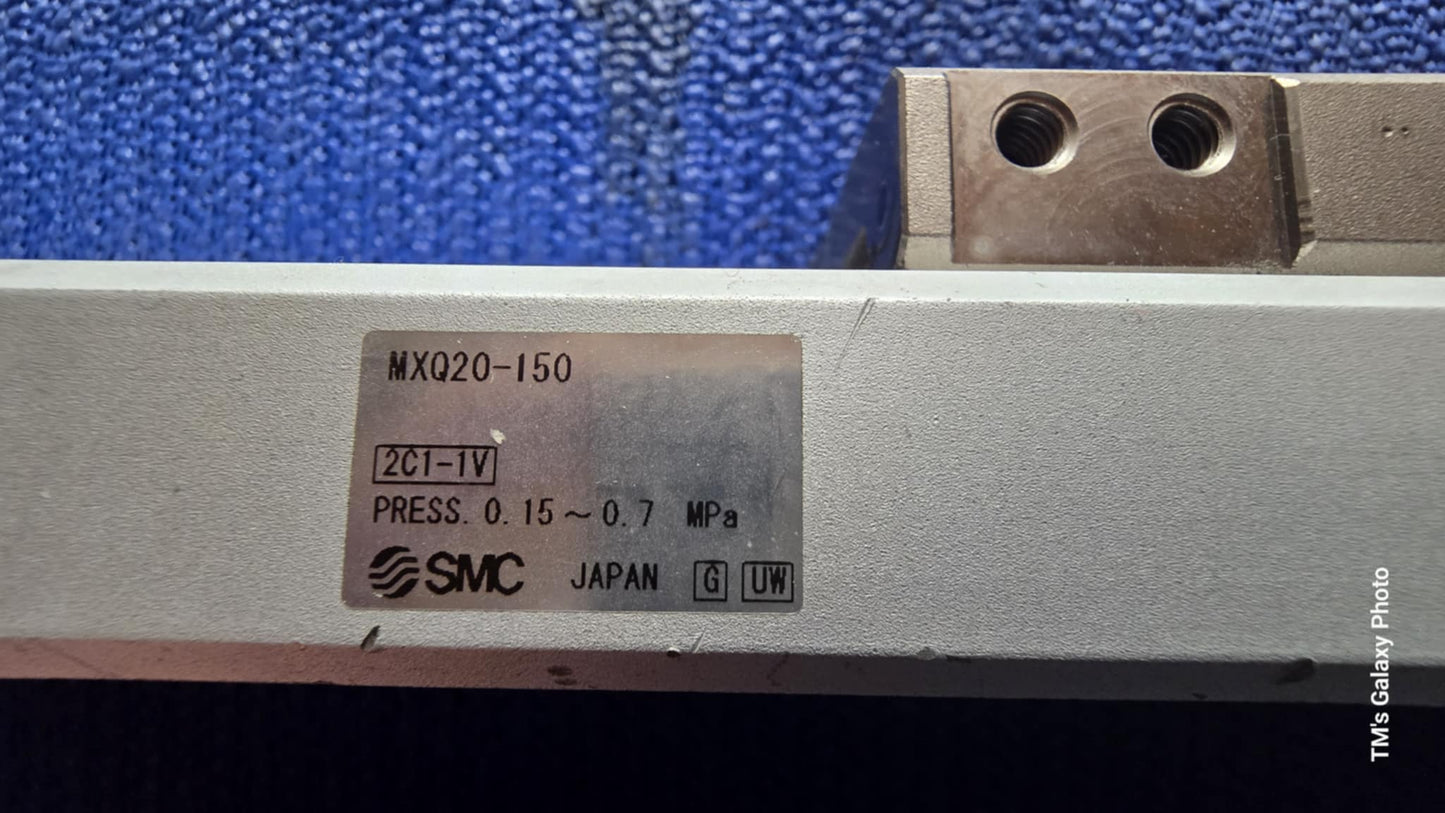 MXQ20-150
2C1-1V
PRESS. 0.15~0.7 MPa
SMC JAPAN G UW
TM's Galaxy Photo